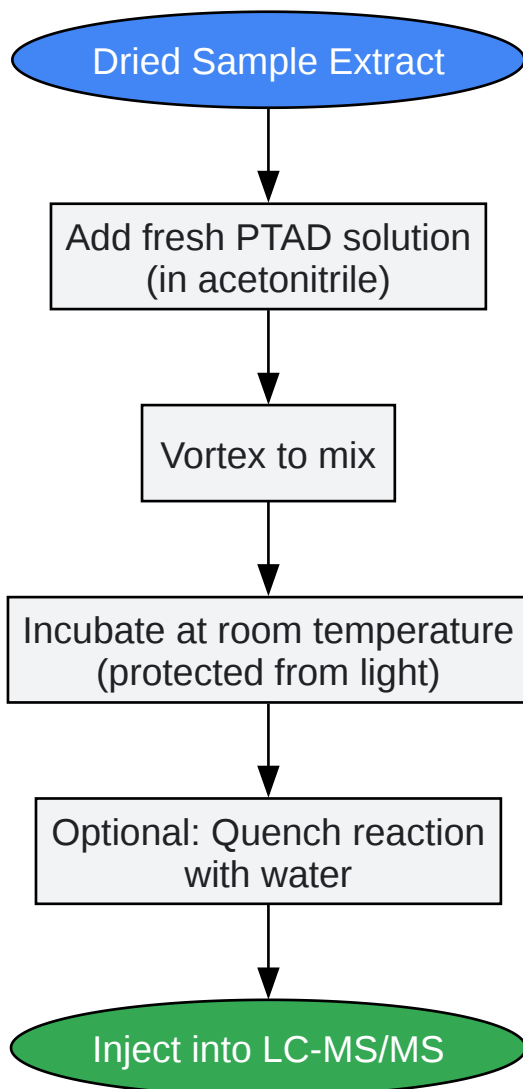 Dried Sample Extract
Add fresh PTAD solution
(in acetonitrile)
Vortex to mix
Incubate at room temperature
(protected from light)
Optional: Quench reaction
with water
Inject into LC-MS/MS